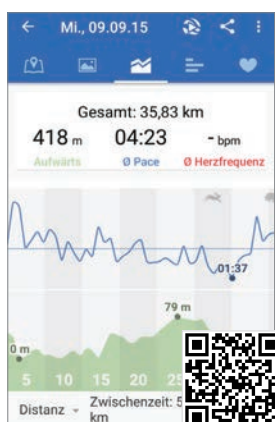 Mi., 09.09.15
Gesamt: 35,83 km
418 m 04:23 - bpm
Aufwärts Ø Pace Ø Herzfrequenz
01:37
79 m
0 m
5 10 15 20 25
Distanz Zwischenzeit: 5
km